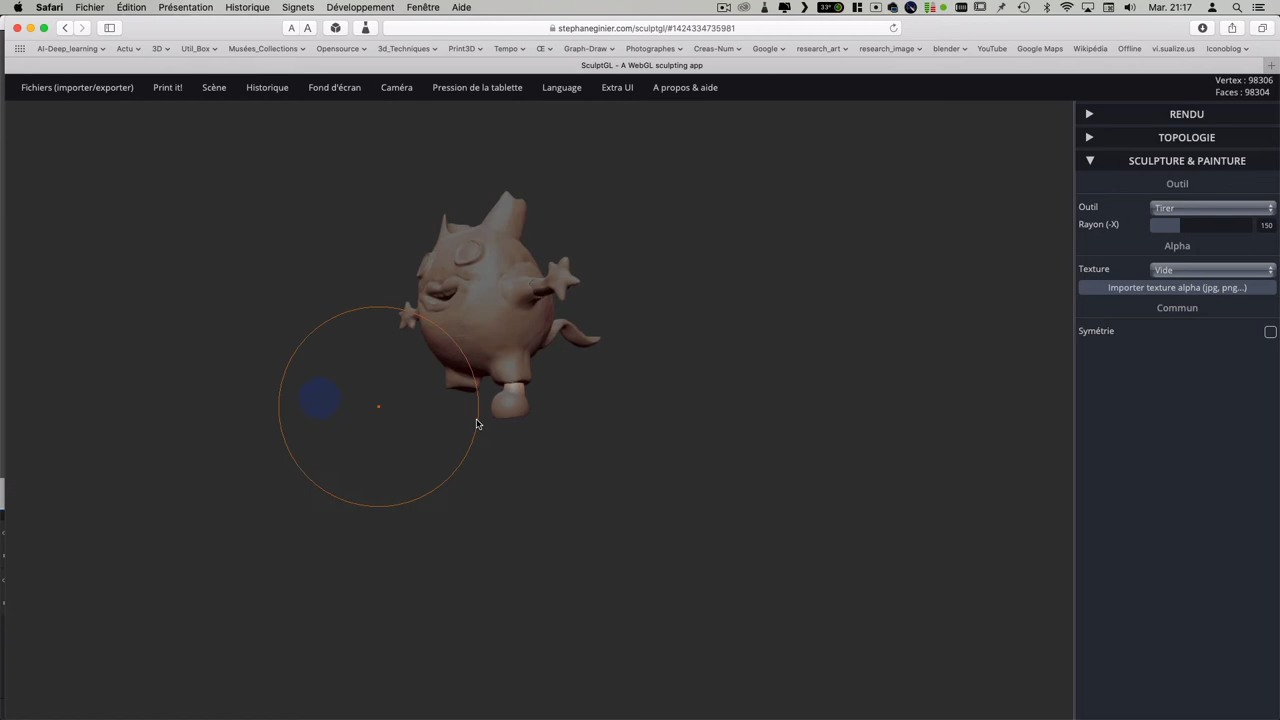 Safari Fichier Édition Présentation Historique Signets Développement Fenêtre Aide 33° Mar. 21:17
A A stephaneginier.com/sculptgl/#1424334735981
AI-Deep_learning Actu 3D Util_Box Musées_Collections Opensource 3d_Techniques Print3D Tempo Œ Graph-Draw Photographes Creas-Num Google research_art research_image blender YouTube Google Maps Wikipédia Offline vi.sualize.us Iconoblog
SculptGL - A WebGL sculpting app
Fichiers (importer/exporter) Print it! Scène Historique Fond d'écran Caméra Pression de la tablette Language Extra UI A propos & aide
Vertex : 98306
Faces : 98304
RENDU
TOPOLOGIE
SCULPTURE & PAINTURE
Outil
Outil Tirer
Rayon (-X) 150
Alpha
Texture Vide
Importer texture alpha (jpg, png...)
Commun
Symétrie